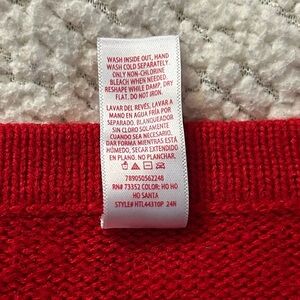 WASH INSIDE OUT, HAND
WASH COLD SEPARATELY.
ONLY NON-CHLORINE
BLEACH WHEN NEEDED.
RESHAPE WHILE DAMP, DRY
FLAT. DO NOT IRON.
LAVAR DEL REVÉS, LAVAR A
MANO EN AGUA FRÍA POR
SEPARADO. BLANQUEADOR
SIN CLORO SOLAMENTE
CUANDO SEA NECESARIO.
DAR FORMA MIENTRAS ESTÁ
HÚMEDO, SECAR EXTENDIDO
EN PLANO. NO PLANCHAR.
789050562248
RN# 73352 COLOR: HO HO
HO SANTA
STYLE# HTL44310P 24N